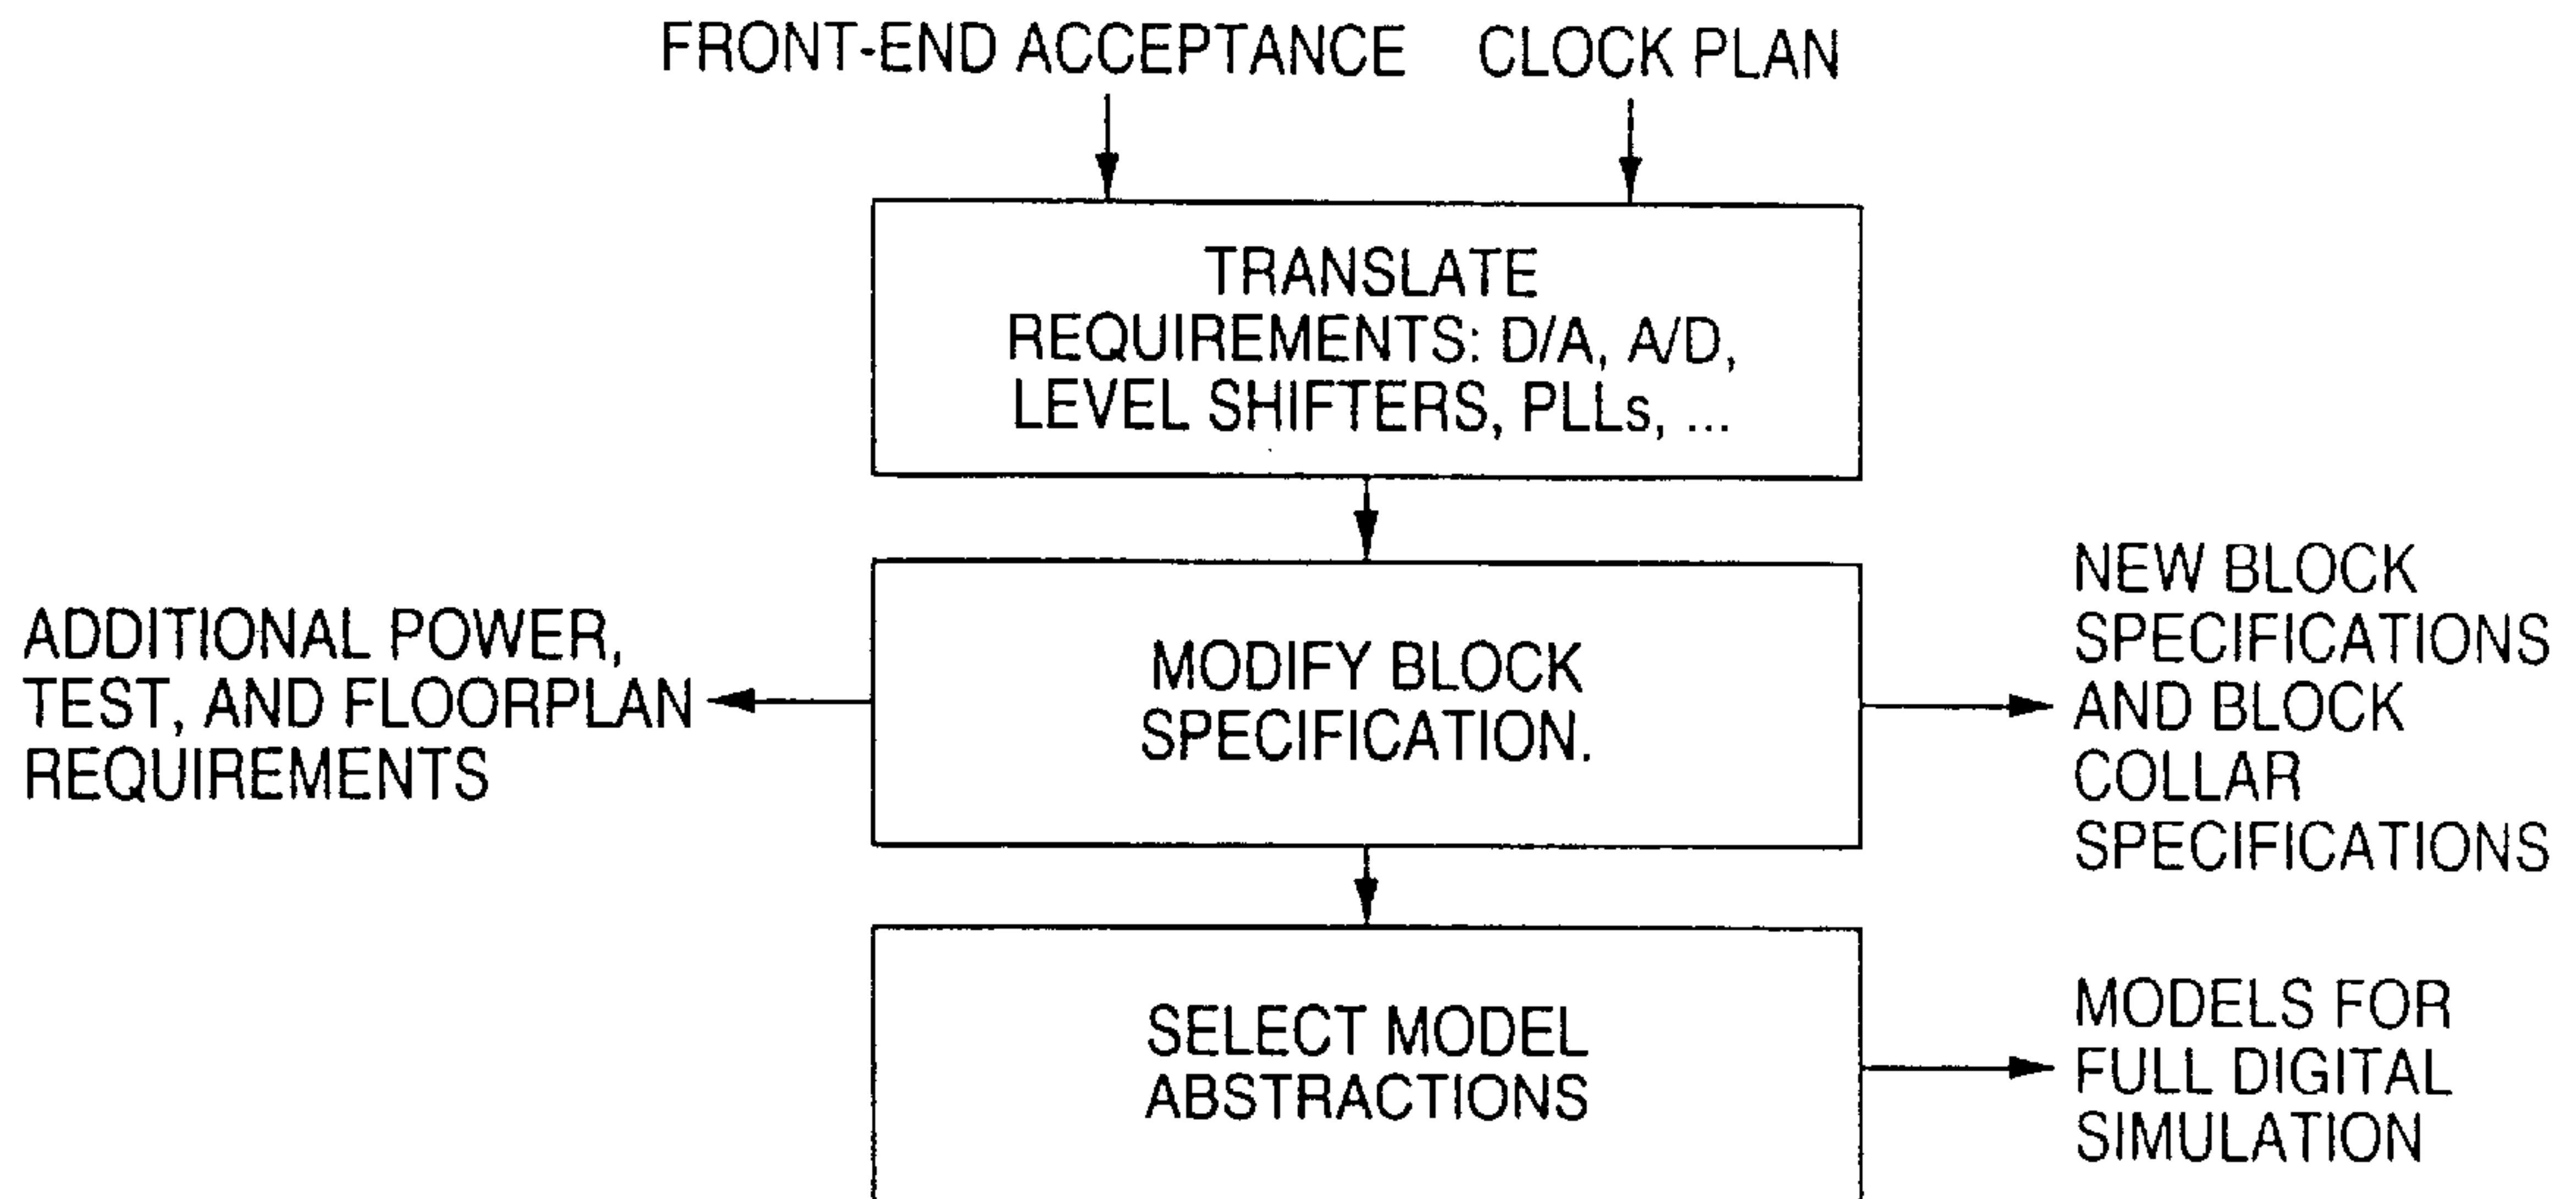 FRONT-END ACCEPTANCE
CLOCK PLAN
TRANSLATE
REQUIREMENTS: D/A, A/D,
LEVEL SHIFTERS, PLLs, ...
ADDITIONAL POWER,
TEST, AND FLOORPLAN
REQUIREMENTS
MODIFY BLOCK
SPECIFICATION.
NEW BLOCK
SPECIFICATIONS
AND BLOCK
COLLAR
SPECIFICATIONS
SELECT MODEL
ABSTRACTIONS
MODELS FOR
FULL DIGITAL
SIMULATION